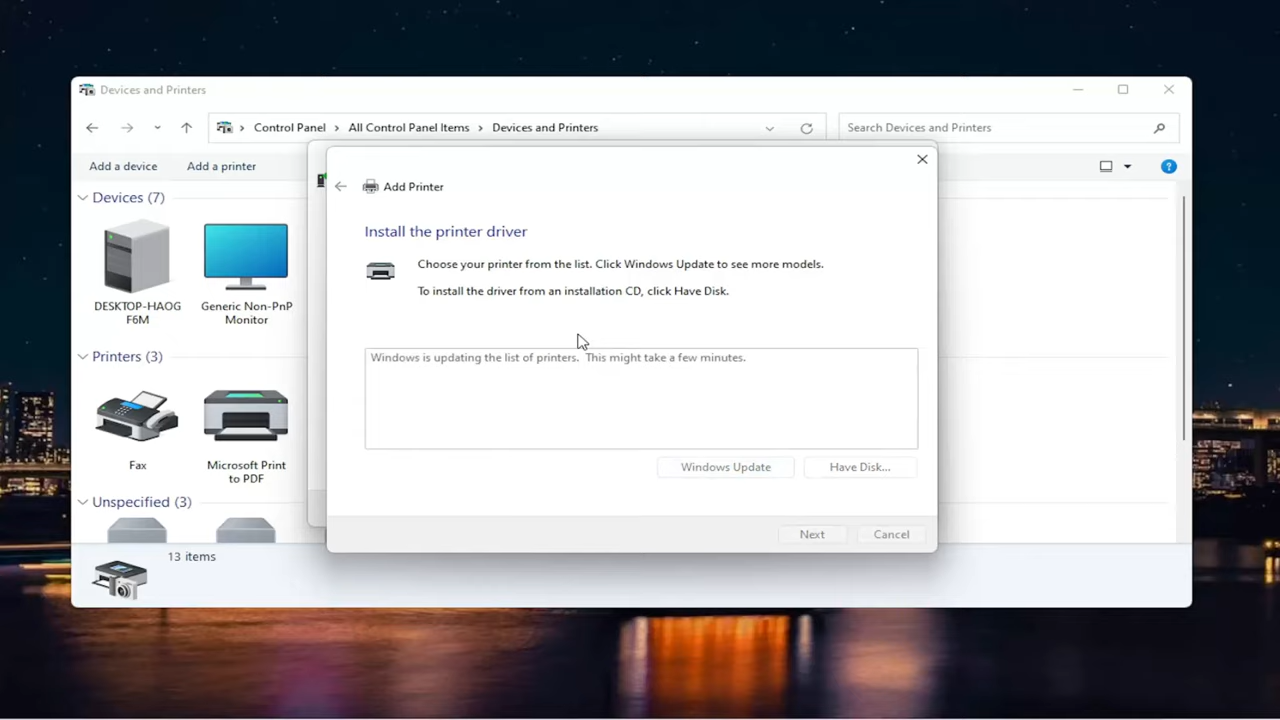 Devices and Printers
Control Panel > All Control Panel Items > Devices and Printers
Search Devices and Printers
Add a device
Add a printer
?
Devices (7)
DESKTOP-HAOG
F6M
Generic Non-PnP
Monitor
Printers (3)
Fax
Microsoft Print
to PDF
Unspecified (3)
13 items
Add Printer
Install the printer driver
Choose your printer from the list. Click Windows Update to see more models.
To install the driver from an installation CD, click Have Disk.
Windows is updating the list of printers.  This might take a few minutes.
Windows Update
Have Disk...
Next
Cancel